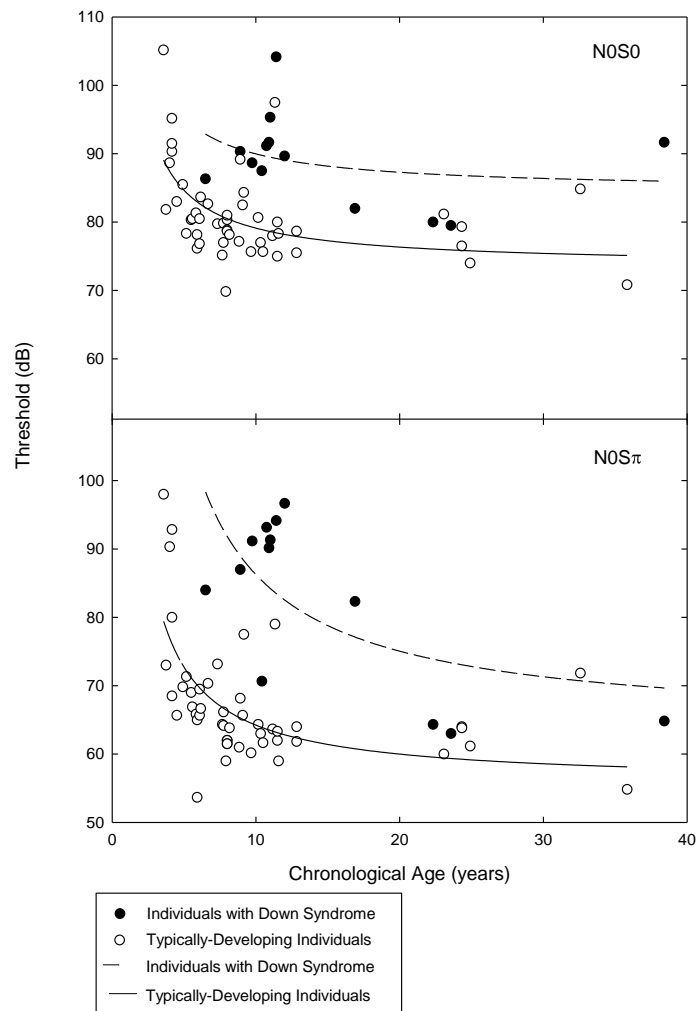 110
N0S0
100
90
80
70
60
Threshold (dB)
N0Sπ
100
90
80
70
60
50
0 10 20 30 40
Chronological Age (years)
Individuals with Down Syndrome
Typically-Developing Individuals
Individuals with Down Syndrome
Typically-Developing Individuals